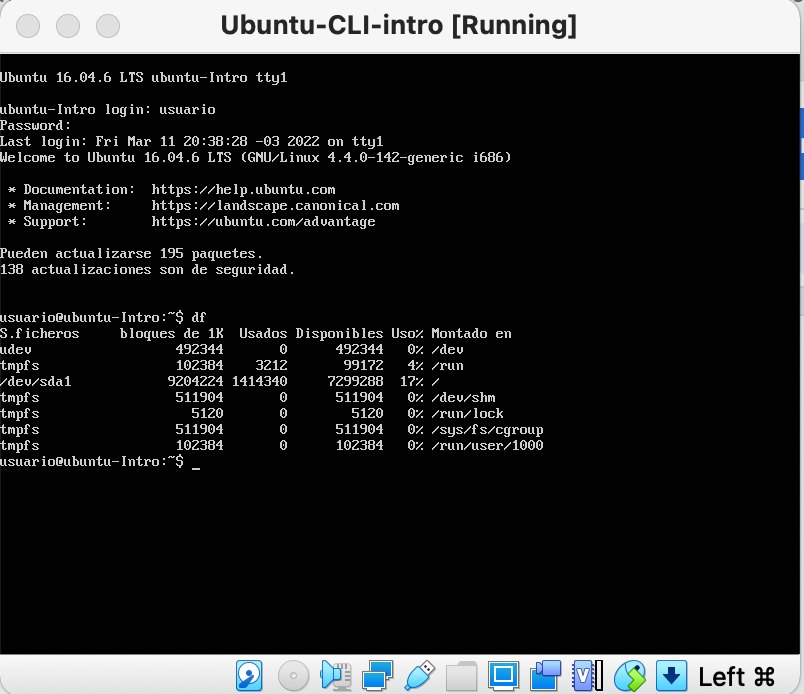 Ubuntu-CLI-intro [Running]
Ubuntu 16.04.6 LTS ubuntu-Intro tty1
ubuntu-Intro login: usuario
Password:
Last login: Fri Mar 11 20:38:28 -03 2022 on tty1
Welcome to Ubuntu 16.04.6 LTS (GNU/Linux 4.4.0-142-generic i686)
* Documentation:  https://help.ubuntu.com
* Management:     https://landscape.canonical.com
* Support:        https://ubuntu.com/advantage
Pueden actualizarse 195 paquetes.
138 actualizaciones son de seguridad.
usuario@ubuntu-Intro:~$ df
S.ficheros     bloques de 1K  Usados Disponibles Uso% Montado en
udev                  492344       0      492344   0% /dev
tmpfs                 102384    3212       99172   4% /run
/dev/sda1            9204224 1414340     7299288  17% /
tmpfs                 511904       0      511904   0% /dev/shm
tmpfs                   5120       0        5120   0% /run/lock
tmpfs                 511904       0      511904   0% /sys/fs/cgroup
tmpfs                 102384       0      102384   0% /run/user/1000
usuario@ubuntu-Intro:~$ _
V
Left ⌘